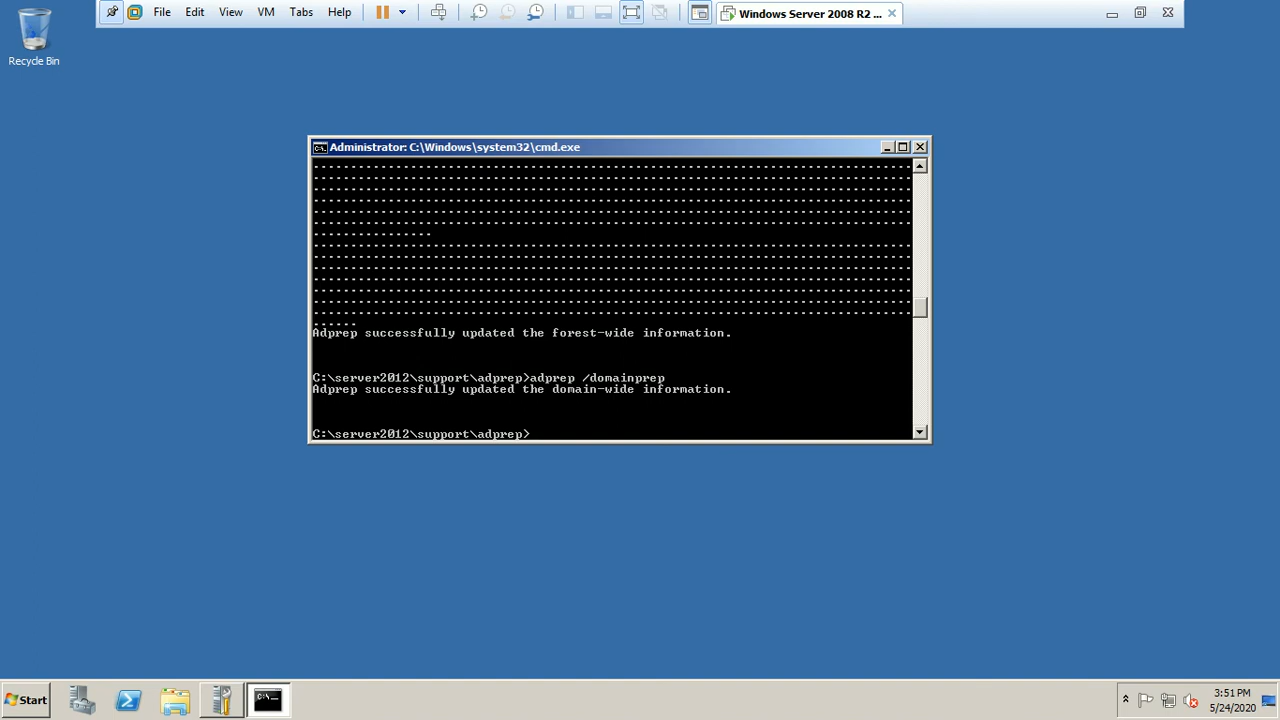 File Edit View VM Tabs Help
Windows Server 2008 R2 ...
Recycle Bin
Administrator: C:\Windows\system32\cmd.exe
Adprep successfully updated the forest-wide information.
C:\server2012\support\adprep>adprep /domainprep
Adprep successfully updated the domain-wide information.
C:\server2012\support\adprep>
Start
3:51 PM
5/24/2020